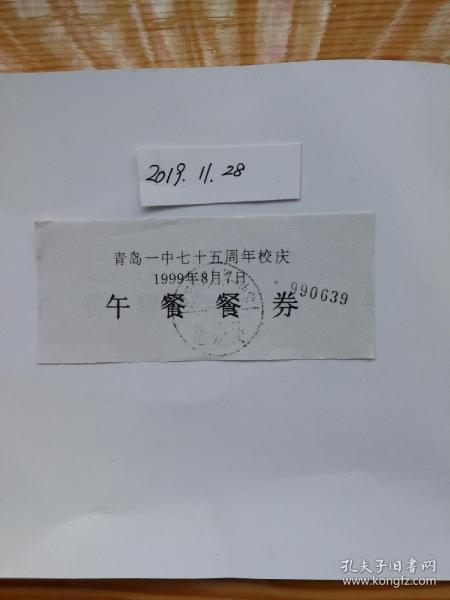 2019.11.28
青岛一中七十五周年校庆
1999年8月7日
990639
午餐餐券
孔夫子旧书网
www.kongfz.com